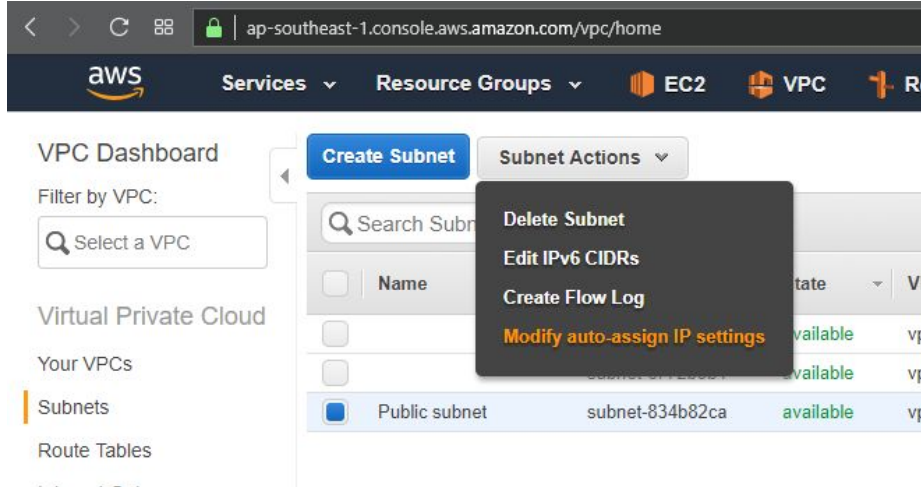 ap-southeast-1.console.aws.amazon.com/vpc/home
aws Services Resource Groups EC2 VPC
VPC Dashboard
Filter by VPC:
Select a VPC
Virtual Private Cloud
Your VPCs
Subnets
Route Tables
Create Subnet Subnet Actions
Search
Delete Subnet
Edit IPv6 CIDRs
Create Flow Log
Modify auto-assign IP settings
Name
available
available
Public subnet subnet-834b82ca available